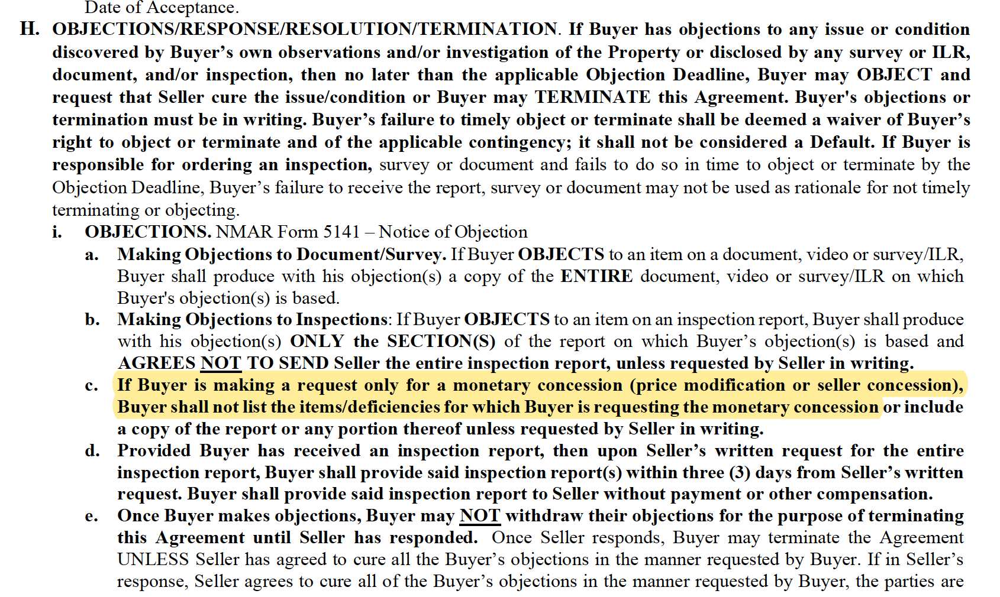 Date of Acceptance.
H. OBJECTIONS/RESPONSE/RESOLUTION/TERMINATION. If Buyer has objections to any issue or condition
discovered by Buyer’s own observations and/or investigation of the Property or disclosed by any survey or ILR,
document, and/or inspection, then no later than the applicable Objection Deadline, Buyer may OBJECT and
request that Seller cure the issue/condition or Buyer may TERMINATE this Agreement. Buyer's objections or
termination must be in writing. Buyer’s failure to timely object or terminate shall be deemed a waiver of Buyer’s
right to object or terminate and of the applicable contingency; it shall not be considered a Default. If Buyer is
responsible for ordering an inspection, survey or document and fails to do so in time to object or terminate by the
Objection Deadline, Buyer’s failure to receive the report, survey or document may not be used as rationale for not timely
terminating or objecting.
i. OBJECTIONS. NMAR Form 5141 – Notice of Objection
a. Making Objections to Document/Survey. If Buyer OBJECTS to an item on a document, video or survey/ILR,
Buyer shall produce with his objection(s) a copy of the ENTIRE document, video or survey/ILR on which
Buyer's objection(s) is based.
b. Making Objections to Inspections: If Buyer OBJECTS to an item on an inspection report, Buyer shall produce
with his objection(s) ONLY the SECTION(S) of the report on which Buyer’s objection(s) is based and
AGREES NOT TO SEND Seller the entire inspection report, unless requested by Seller in writing.
c. If Buyer is making a request only for a monetary concession (price modification or seller concession),
Buyer shall not list the items/deficiencies for which Buyer is requesting the monetary concession or include
a copy of the report or any portion thereof unless requested by Seller in writing.
d. Provided Buyer has received an inspection report, then upon Seller’s written request for the entire
inspection report, Buyer shall provide said inspection report(s) within three (3) days from Seller’s written
request. Buyer shall provide said inspection report to Seller without payment or other compensation.
e. Once Buyer makes objections, Buyer may NOT withdraw their objections for the purpose of terminating
this Agreement until Seller has responded. Once Seller responds, Buyer may terminate the Agreement
UNLESS Seller has agreed to cure all the Buyer’s objections in the manner requested by Buyer. If in Seller’s
response, Seller agrees to cure all of the Buyer’s objections in the manner requested by Buyer, the parties are